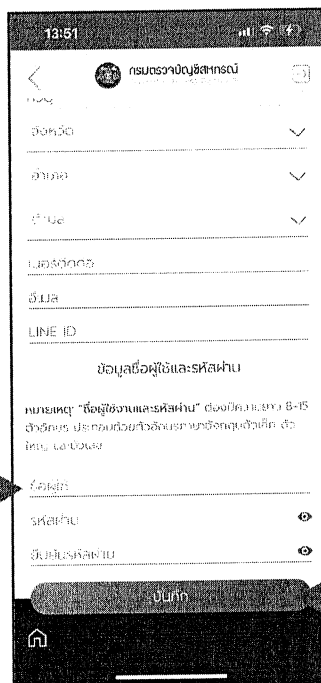 13:51
กรมตรวจบัญชีสหกรณ์
จังหวัด
อำเภอ
ตำบล
เบอร์ติดต่อ
อีเมล
LINE ID
ข้อมูลชื่อผู้ใช้และรหัสผ่าน
หมายเหตุ "ชื่อผู้ใช้งานและรหัสผ่าน" ต้องมีความยาว 8-15
ตัวอักษร ประกอบด้วยตัวอักษรภาษาอังกฤษตัวเล็ก ตัว
ใหญ่ และตัวเลข
ชื่อผู้ใช้
รหัสผ่าน
ยืนยันรหัสผ่าน
บันทึก